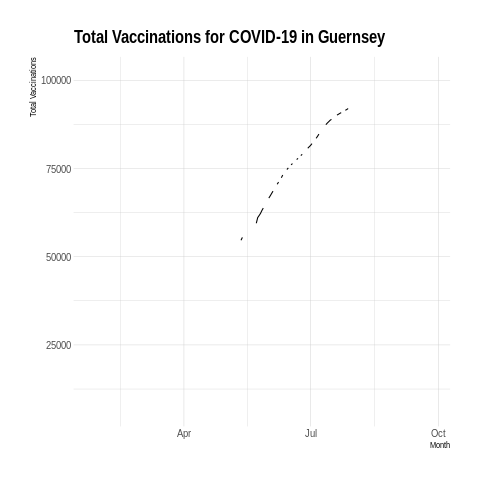 Total Vaccinations for COVID-19 in Guernsey
Total Vaccinations
100000
75000
50000
25000
Apr Jul Oct
Month